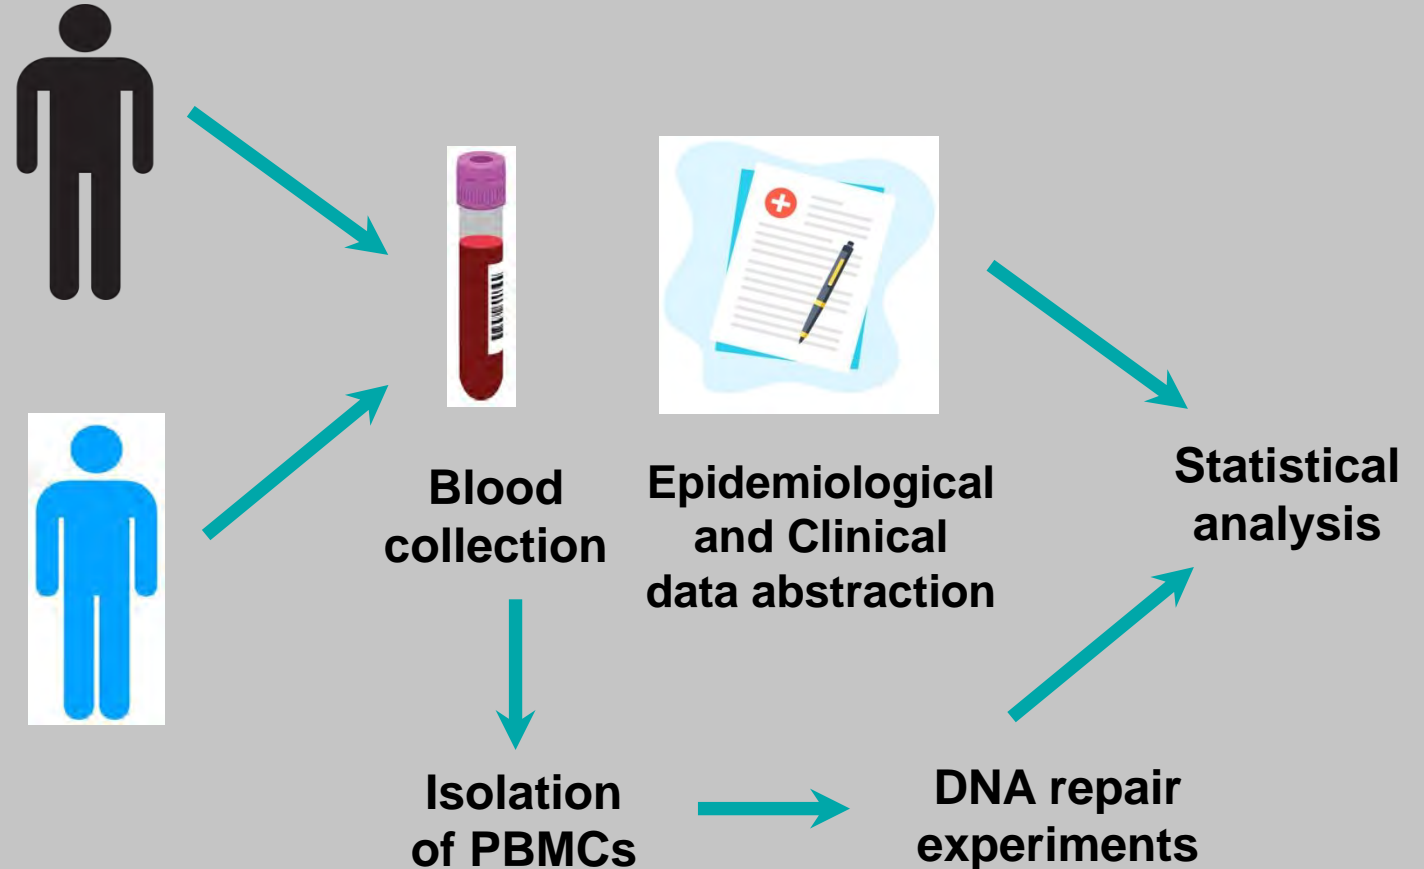 Blood
collection
Epidemiological
and Clinical
data abstraction
Statistical
analysis
Isolation
of PBMCs
DNA repair
experiments